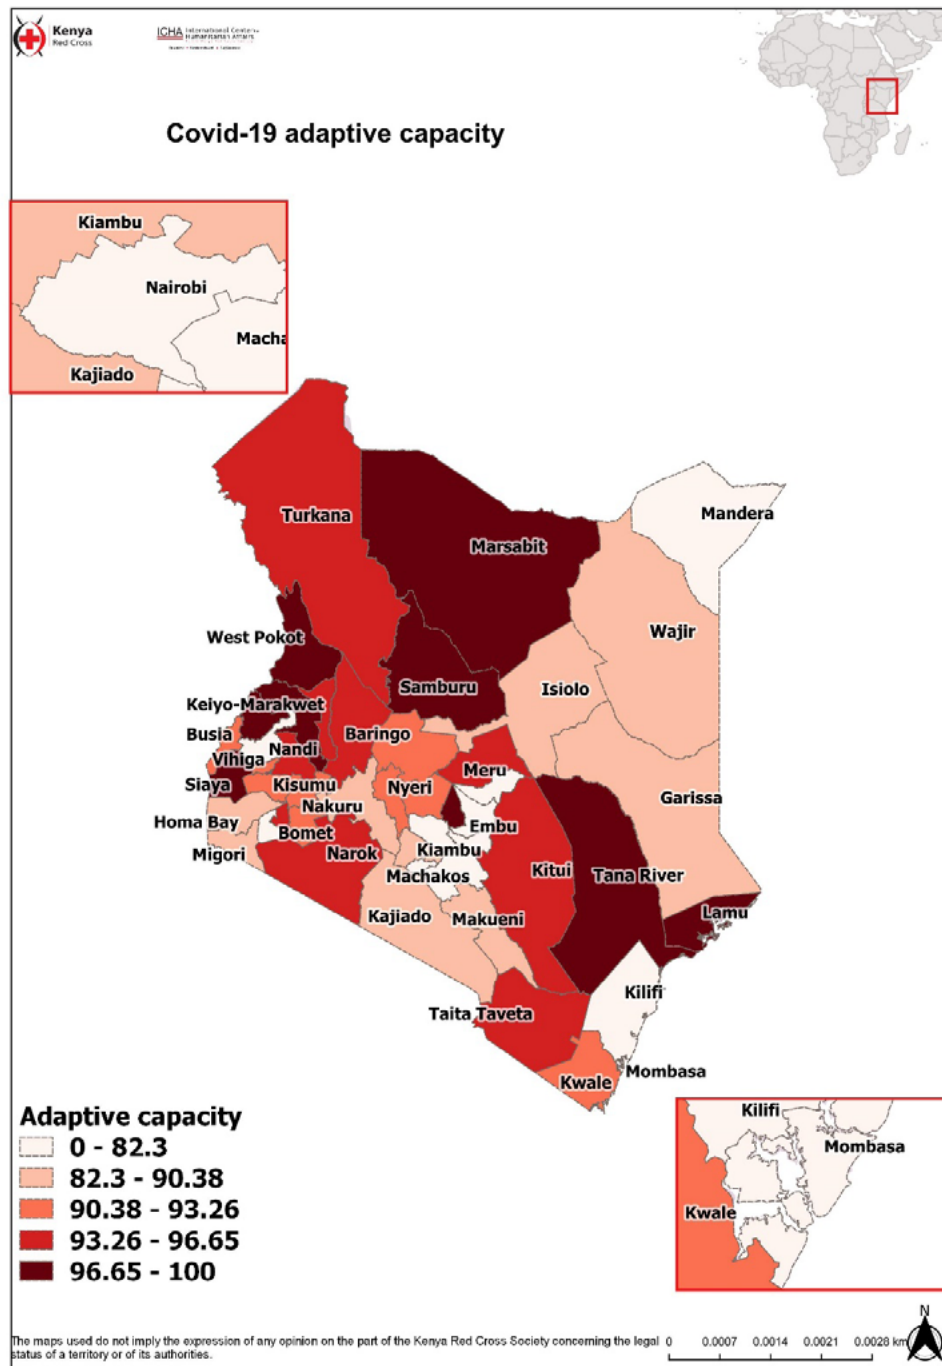 Kenya
Red Cross
ICHA International Center for
Humanitarian Affairs
Covid-19 adaptive capacity
Kiambu
Nairobi
Macha
Kajiado
Turkana
Marsabit
Mandera
Wajir
West Pokot
Samburu
Isiolo
Keiyo-Marakwet
Busia
Baringo
Vihiga
Nandi
Meru
Siaya
Kisumu
Nyeri
Garissa
Nakuru
Homa Bay
Embu
Bomet
Migori
Narok
Kiambu
Kitui
Tana River
Machakos
Lamu
Kajiado
Makueni
Kilifi
Taita Taveta
Mombasa
Kwale
Adaptive capacity
0 - 82.3
82.3 - 90.38
90.38 - 93.26
93.26 - 96.65
96.65 - 100
Kilifi
Mombasa
Kwale
N
The maps used do not imply the expression of any opinion on the part of the Kenya Red Cross Society concerning the legal
status of a territory or of its authorities.
0 0.0007 0.0014 0.0021 0.0028 km